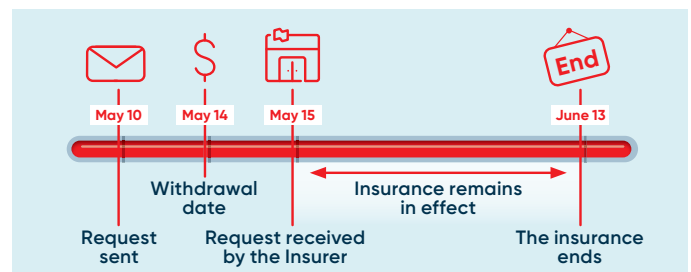 $
End
May 10
May 14
May 15
June 13
Withdrawal
date
Insurance remains
in effect
Request
sent
Request received
by the Insurer
The insurance
ends